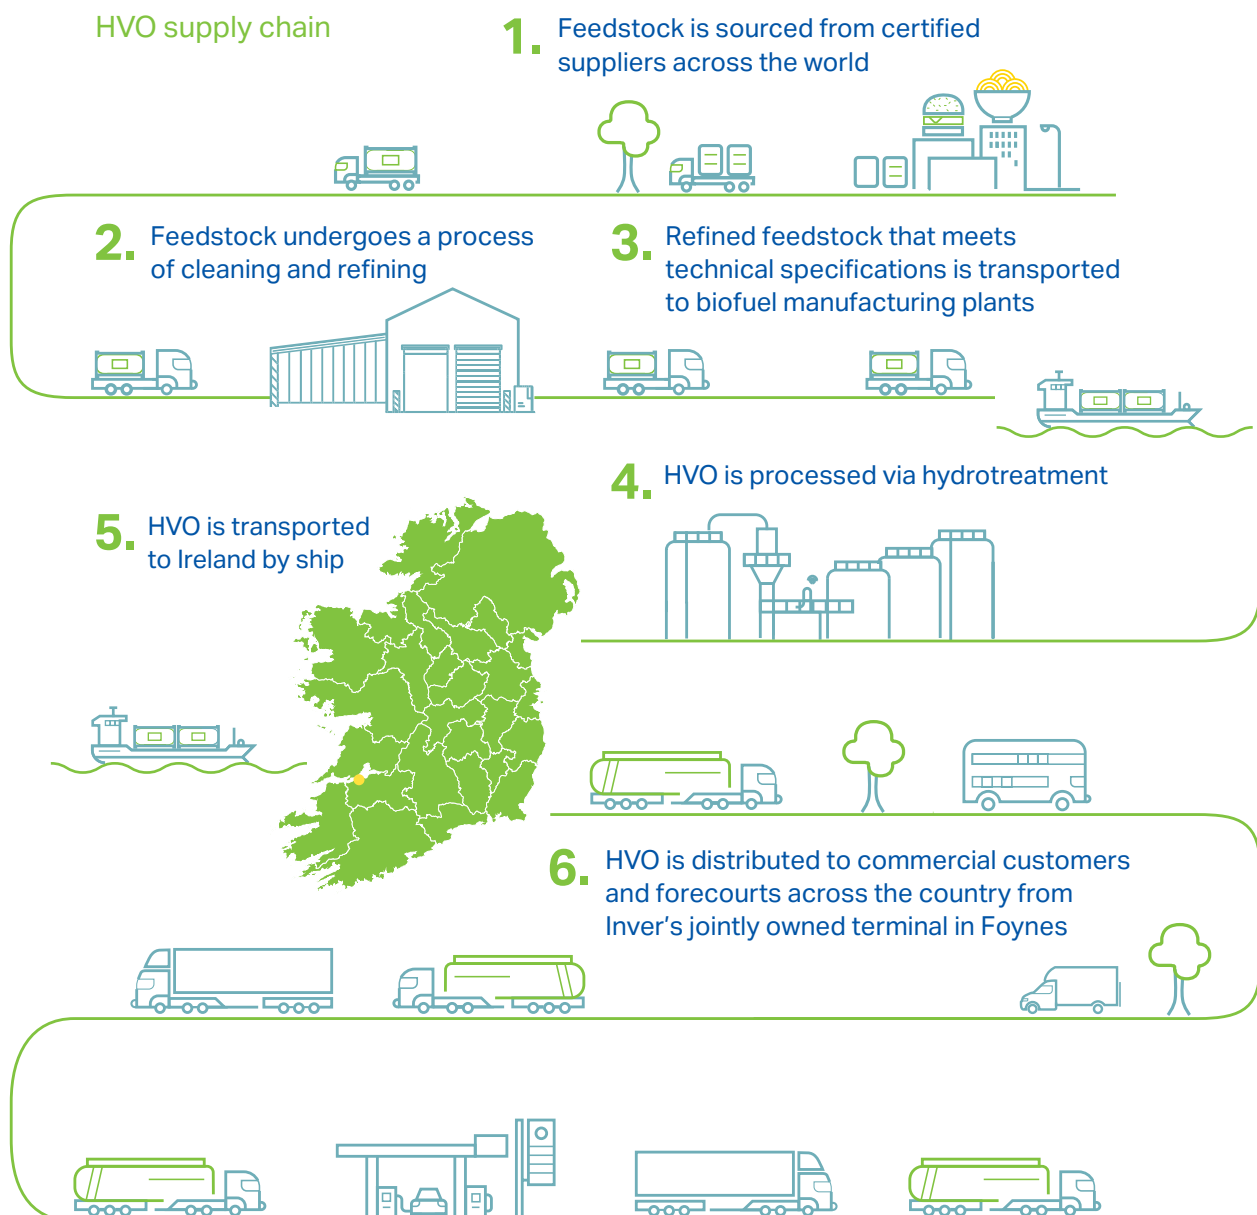 HVO supply chain
1. Feedstock is sourced from certified
suppliers across the world
2. Feedstock undergoes a process
of cleaning and refining
3. Refined feedstock that meets
technical specifications is transported
to biofuel manufacturing plants
4. HVO is processed via hydrotreatment
5. HVO is transported
to Ireland by ship
6. HVO is distributed to commercial customers
and forecourts across the country from
Inver’s jointly owned terminal in Foynes